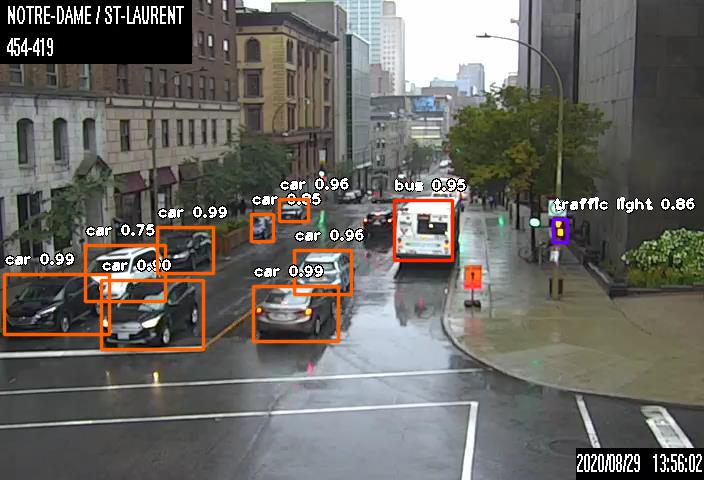 NOTRE-DAME / ST-LAURENT
454-419
car 0.96
car 0.85
bus 0.95
traffic light 0.86
car 0.99
car 0.75
car 0.96
car 0.99
car 0.90
car 0.99
2020/08/29 13:56:02